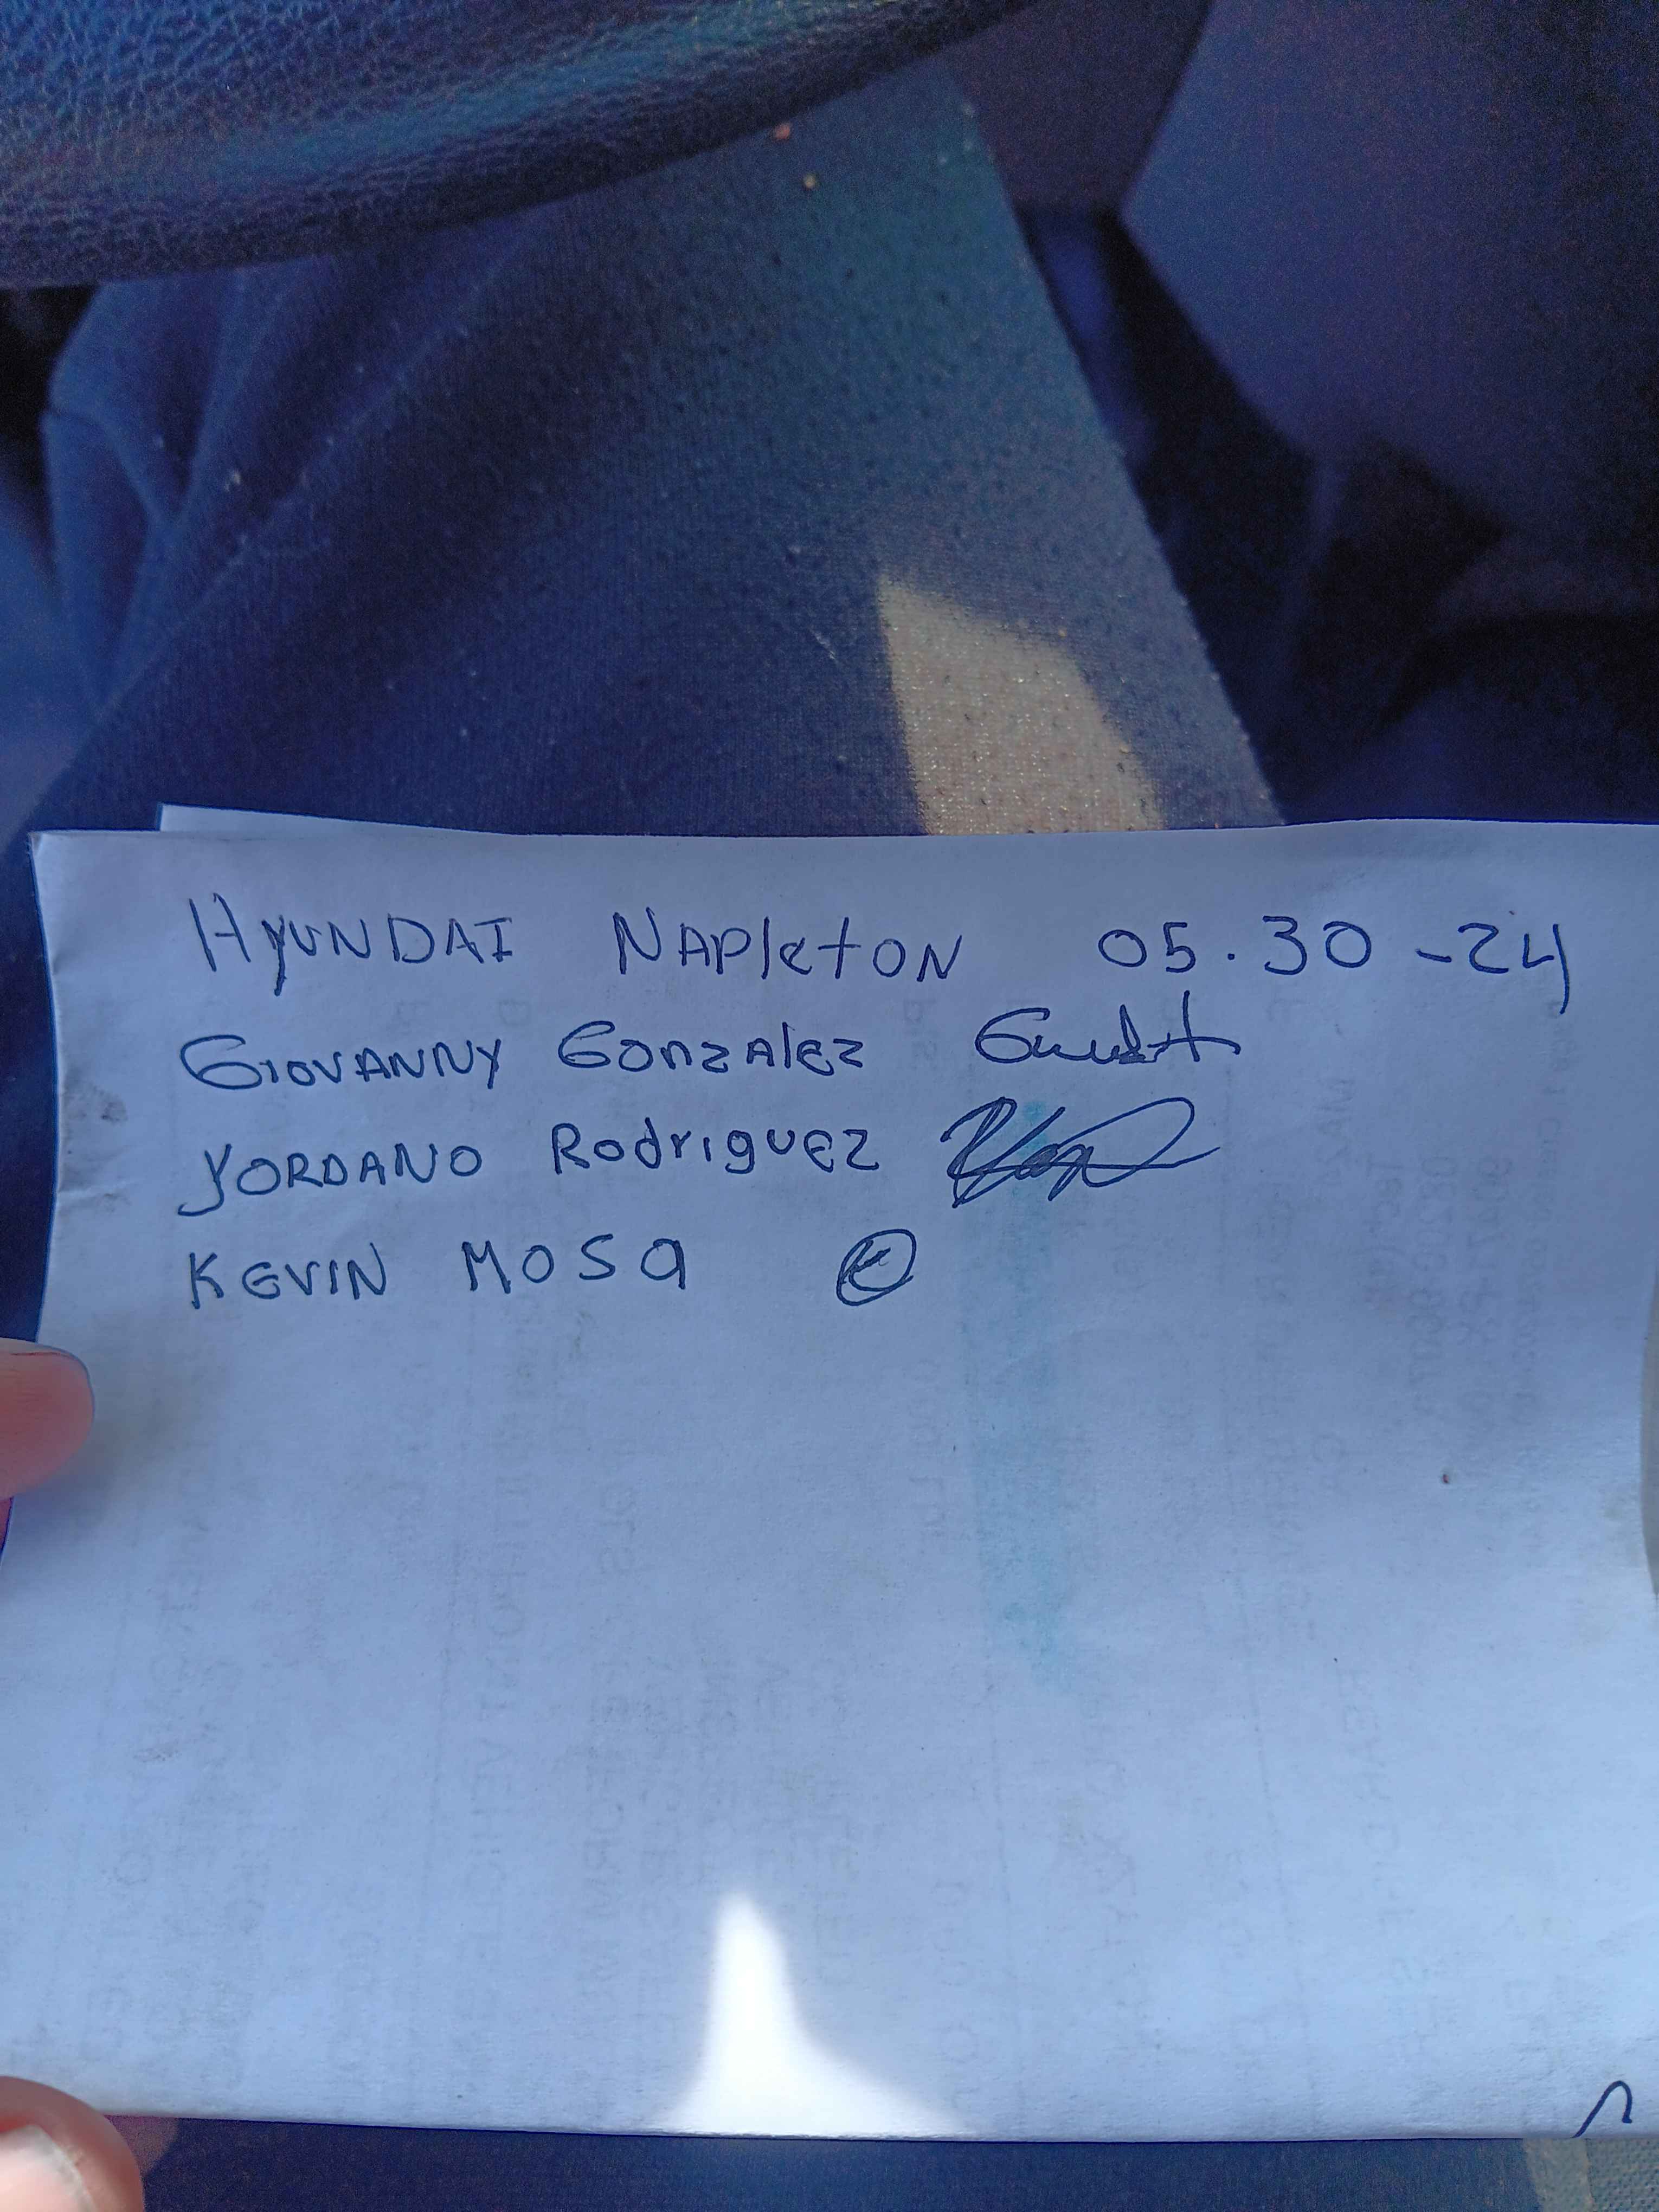 HYUNDAI NAPletON 05.30-24
GIOVANNY GonzAlez
YORDANO Rodriguez
KEVIN MOSa